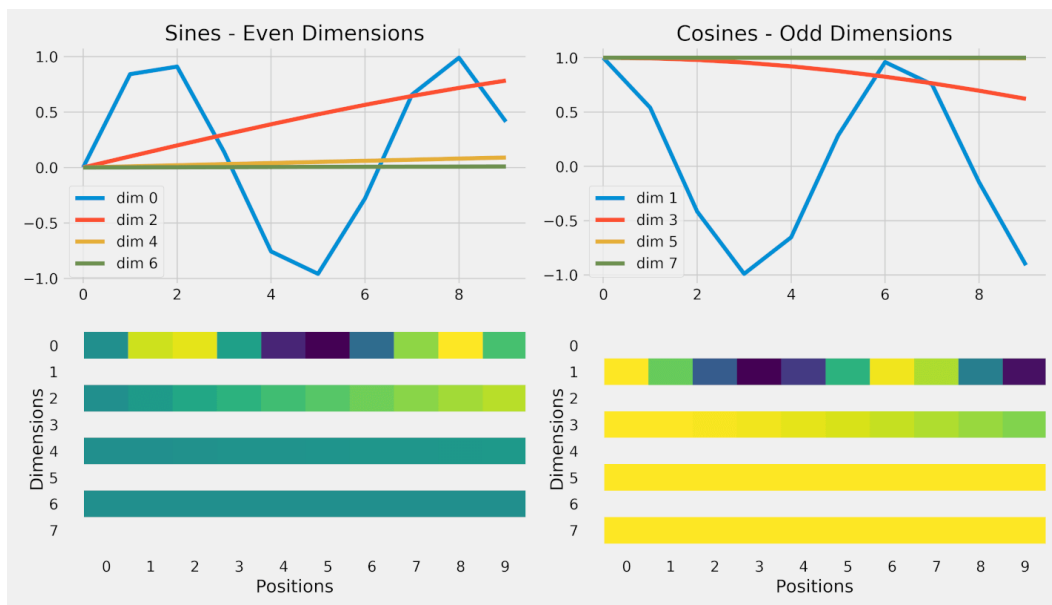 Sines - Even Dimensions
1.0
0.5
0.0
−0.5
−1.0
dim 0
dim 2
dim 4
dim 6
0 2 4 6 8
Cosines - Odd Dimensions
1.0
0.5
0.0
−0.5
−1.0
dim 1
dim 3
dim 5
dim 7
0 2 4 6 8
Dimensions
0
1
2
3
4
5
6
7
0 1 2 3 4 5 6 7 8 9
Positions
Dimensions
0
1
2
3
4
5
6
7
0 1 2 3 4 5 6 7 8 9
Positions